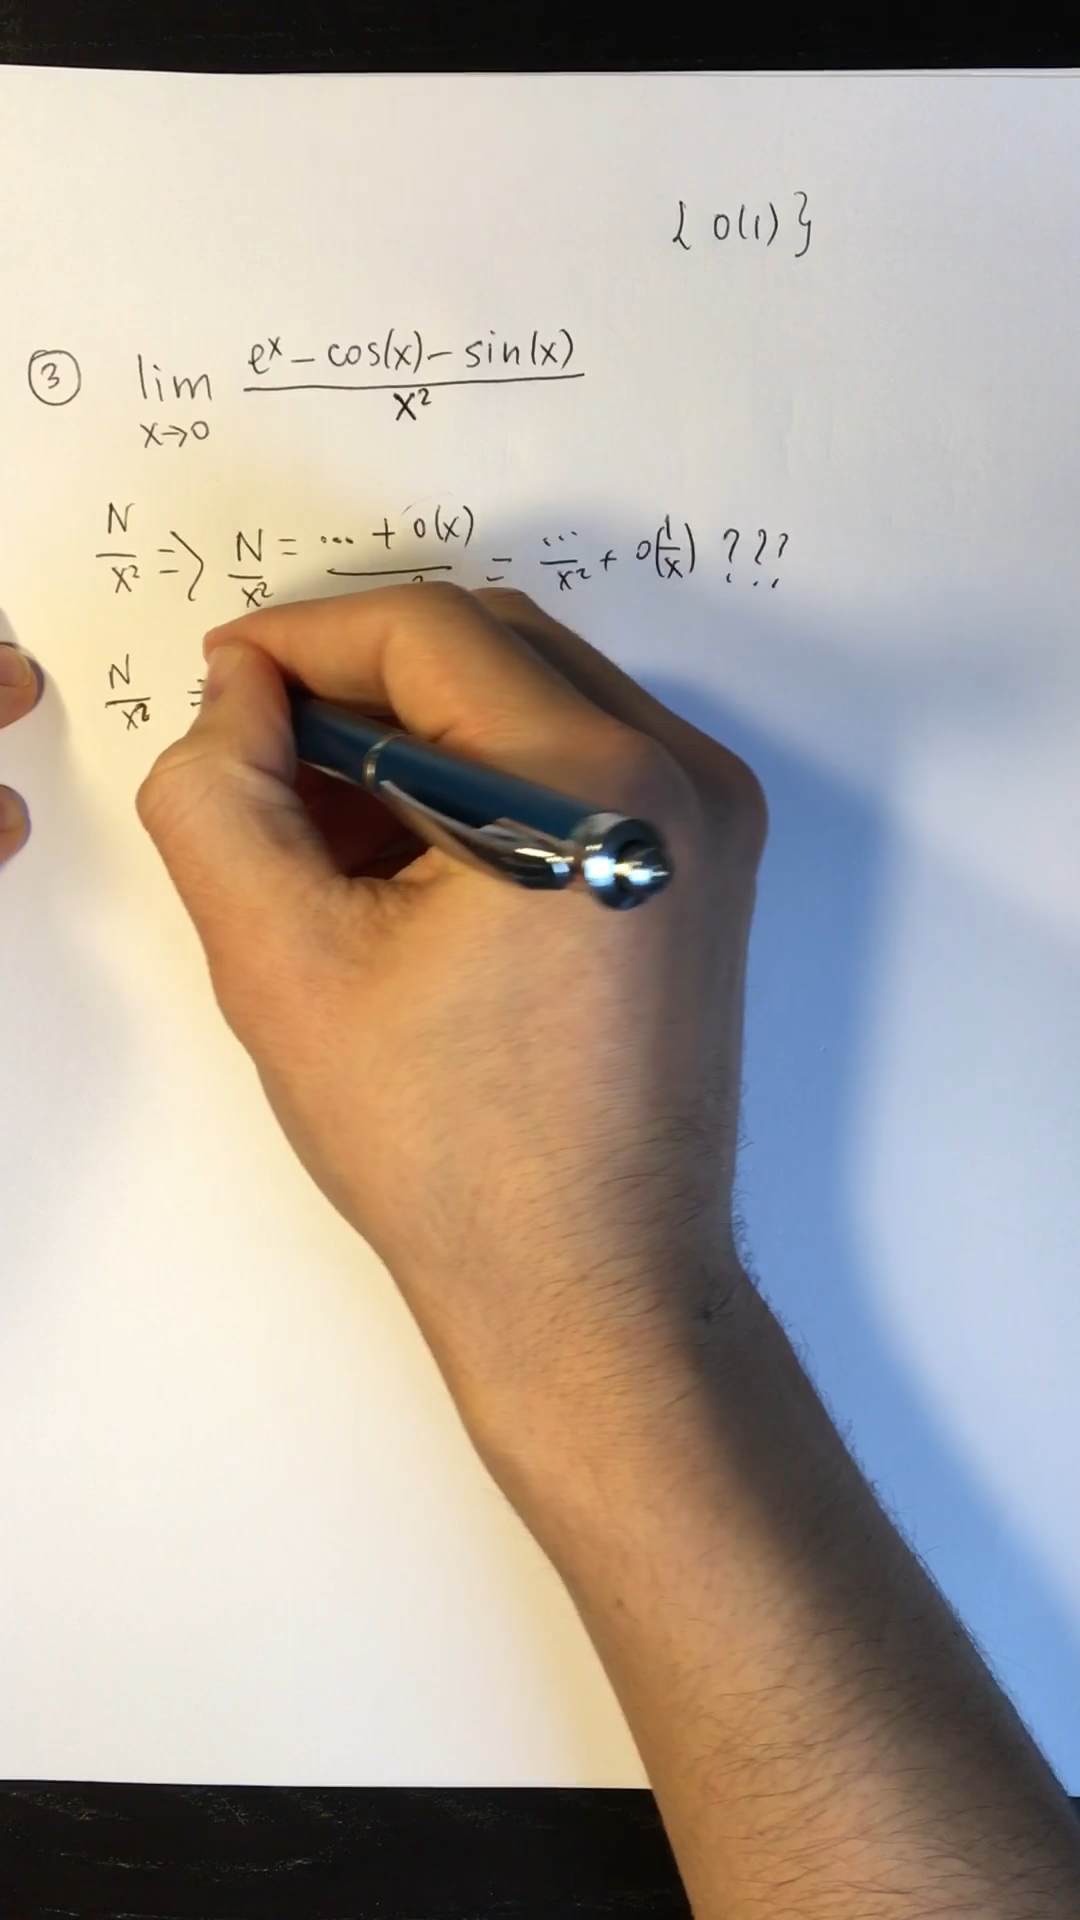 { o(1) }
③ lim x→0 (e^x − cos(x) − sin(x)) / x²
N/x² => N/x² = (... + o(x)) / = .../x² + o(1/x) ???
N/x²